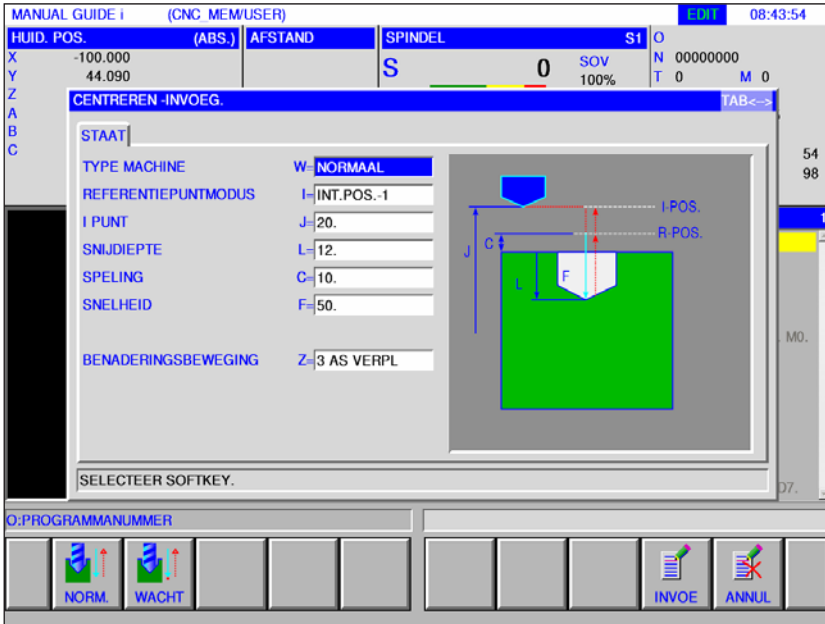 MANUAL GUIDE i (CNC_MEM/USER) EDIT 08:43:54
HUID. POS. (ABS.) AFSTAND SPINDEL S1 O
X -100.000 N 00000000
Y 44.090 S 0 SOV 100% T 0 M 0
Z
A
B
C
54
98
CENTREREN -INVOEG. TAB<-->
STAAT
TYPE MACHINE W=NORMAAL
REFERENTIEPUNTMODUS I=INT.POS.-1
I PUNT J=20.
SNIJDIEPTE L=12.
SPELING C=10.
SNELHEID F=50.
BENADERINGSBEWEGING Z=3 AS VERPL
I-POS.
R-POS.
J
C
L
F
1
. M0.
D7.
SELECTEER SOFTKEY.
O:PROGRAMMANUMMER
NORM. WACHT INVOE ANNUL